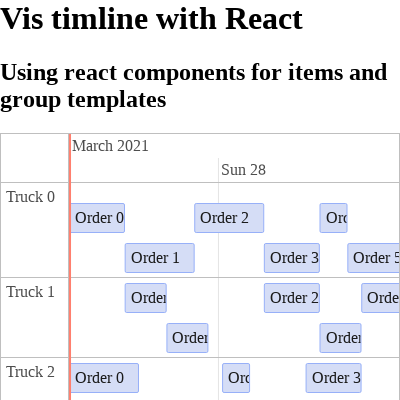 Vis timline with React
Using react components for items and
group templates
March 2021
Sun 28
Truck 0
Order 0
Order 2
Ord
Order 1
Order 3
Order 5
Truck 1
Order
Order 2
Orde
Order
Order
Truck 2
Order 0
Ord
Order 3